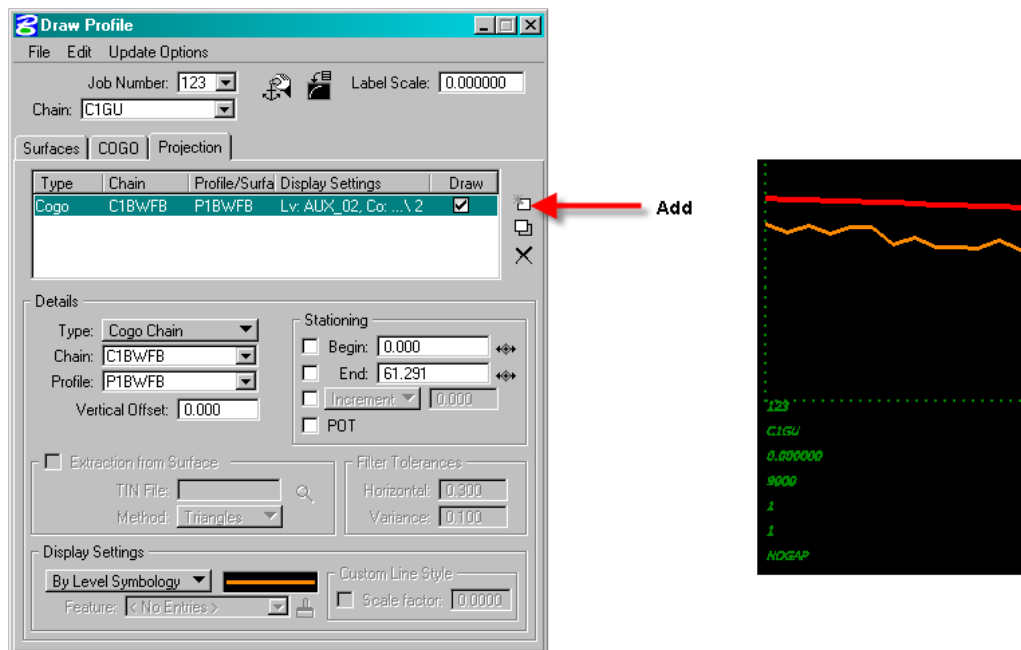 Draw Profile
File Edit Update Options
Job Number: 123
Label Scale: 0.000000
Chain: C1GU
Surfaces COGO Projection
Type Chain Profile/Surfa Display Settings Draw
Cogo C1BWFB P1BWFB Lv: AUX_02, Co: ...\ 2
Add
Details
Type: Cogo Chain
Chain: C1BWFB
Profile: P1BWFB
Vertical Offset: 0.000
Stationing
Begin: 0.000
End: 61.291
Increment 0.000
POT
Extraction from Surface
TIN File:
Method: Triangles
Filter Tolerances
Horizontal: 0.300
Variance: 0.100
Display Settings
By Level Symbology
Feature: < No Entries >
Custom Line Style
Scale factor: 0.0000
123
C1GU
0.000000
9000
1
1
NOGAP